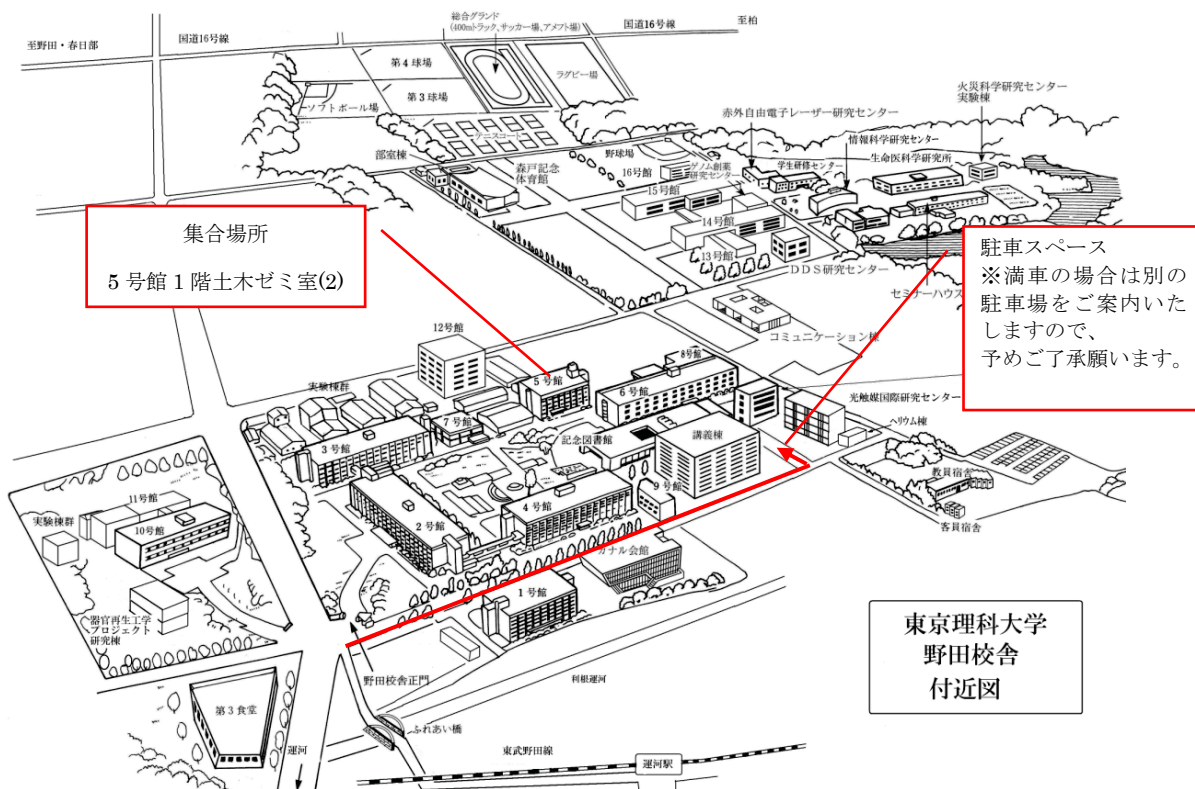 総合グランド
(400mトラック、サッカー場、アメフト場)
国道16号線
至柏
至野田・春日部
国道16号線
第4球場
ラグビー場
第3球場
ソフトボール場
テニスコート
火災科学研究センター
実験棟
赤外自由電子レーザー研究センター
情報科学研究センター
生命医科学研究所
学生研修センター
野球場
ゲノム創薬
研究センター
部室棟
森戸記念
体育館
16号館
15号館
14号館
13号館
DDS研究センター
セミナーハウス
集合場所
5号館1階土木ゼミ室(2)
駐車スペース
※満車の場合は別の
駐車場をご案内いた
しますので、
予めご了承願います。
コミュニケーション棟
12号館
8号館
5号館
6号館
実験棟群
光触媒国際研究センター
ヘリウム棟
7号館
記念図書館
講義棟
3号館
教員宿舎
9号館
4号館
2号館
11号館
実験棟群
10号館
客員宿舎
カナル会館
1号館
器官再生工学
プロジェクト
研究棟
東京理科大学
野田校舎
付近図
野田校舎正門
利根運河
第3食堂
ふれあい橋
運河
東武野田線
運河駅